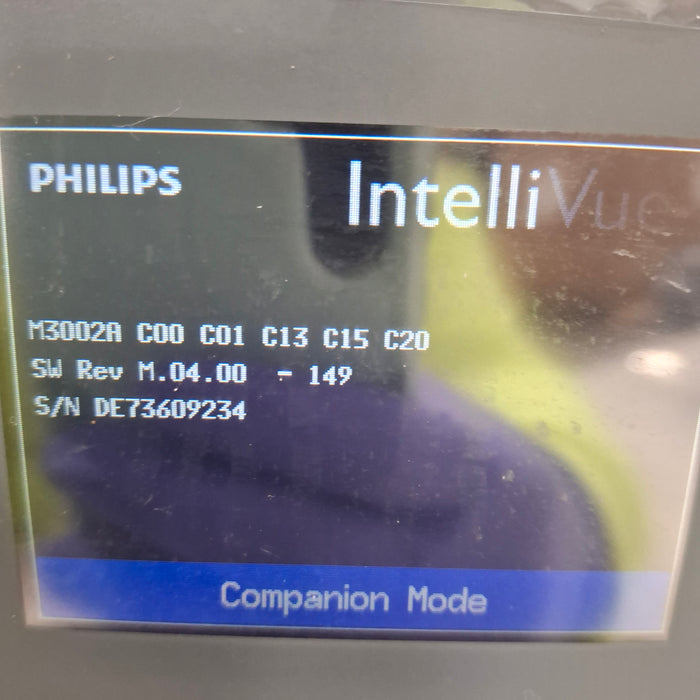 PHILIPS
IntelliVue
M3002A C00 C01 C13 C15 C20
SW Rev M.04.00 - 149
S/N DE73609234
Companion Mode